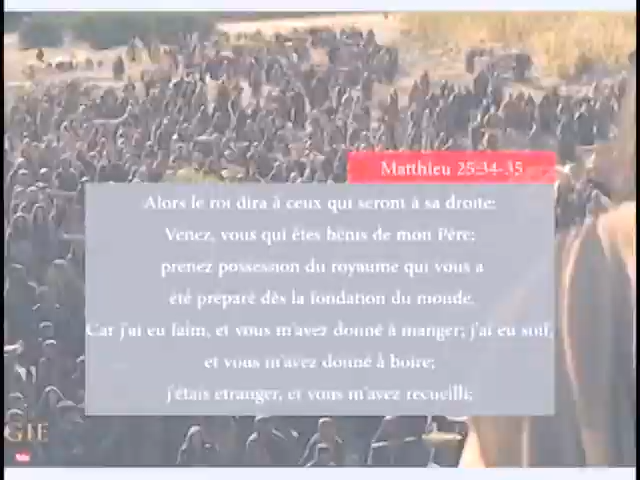 Matthieu 25:34-35
Alors le roi dira à ceux qui seront à sa droite:
Venez, vous qui êtes bénis de mon Père;
prenez possession du royaume qui vous a
été préparé dès la fondation du monde.
Car j'ai eu faim, et vous m'avez donné à manger; j'ai eu soif,
et vous m'avez donné à boire;
j'étais étranger, et vous m'avez recueilli;
GIE